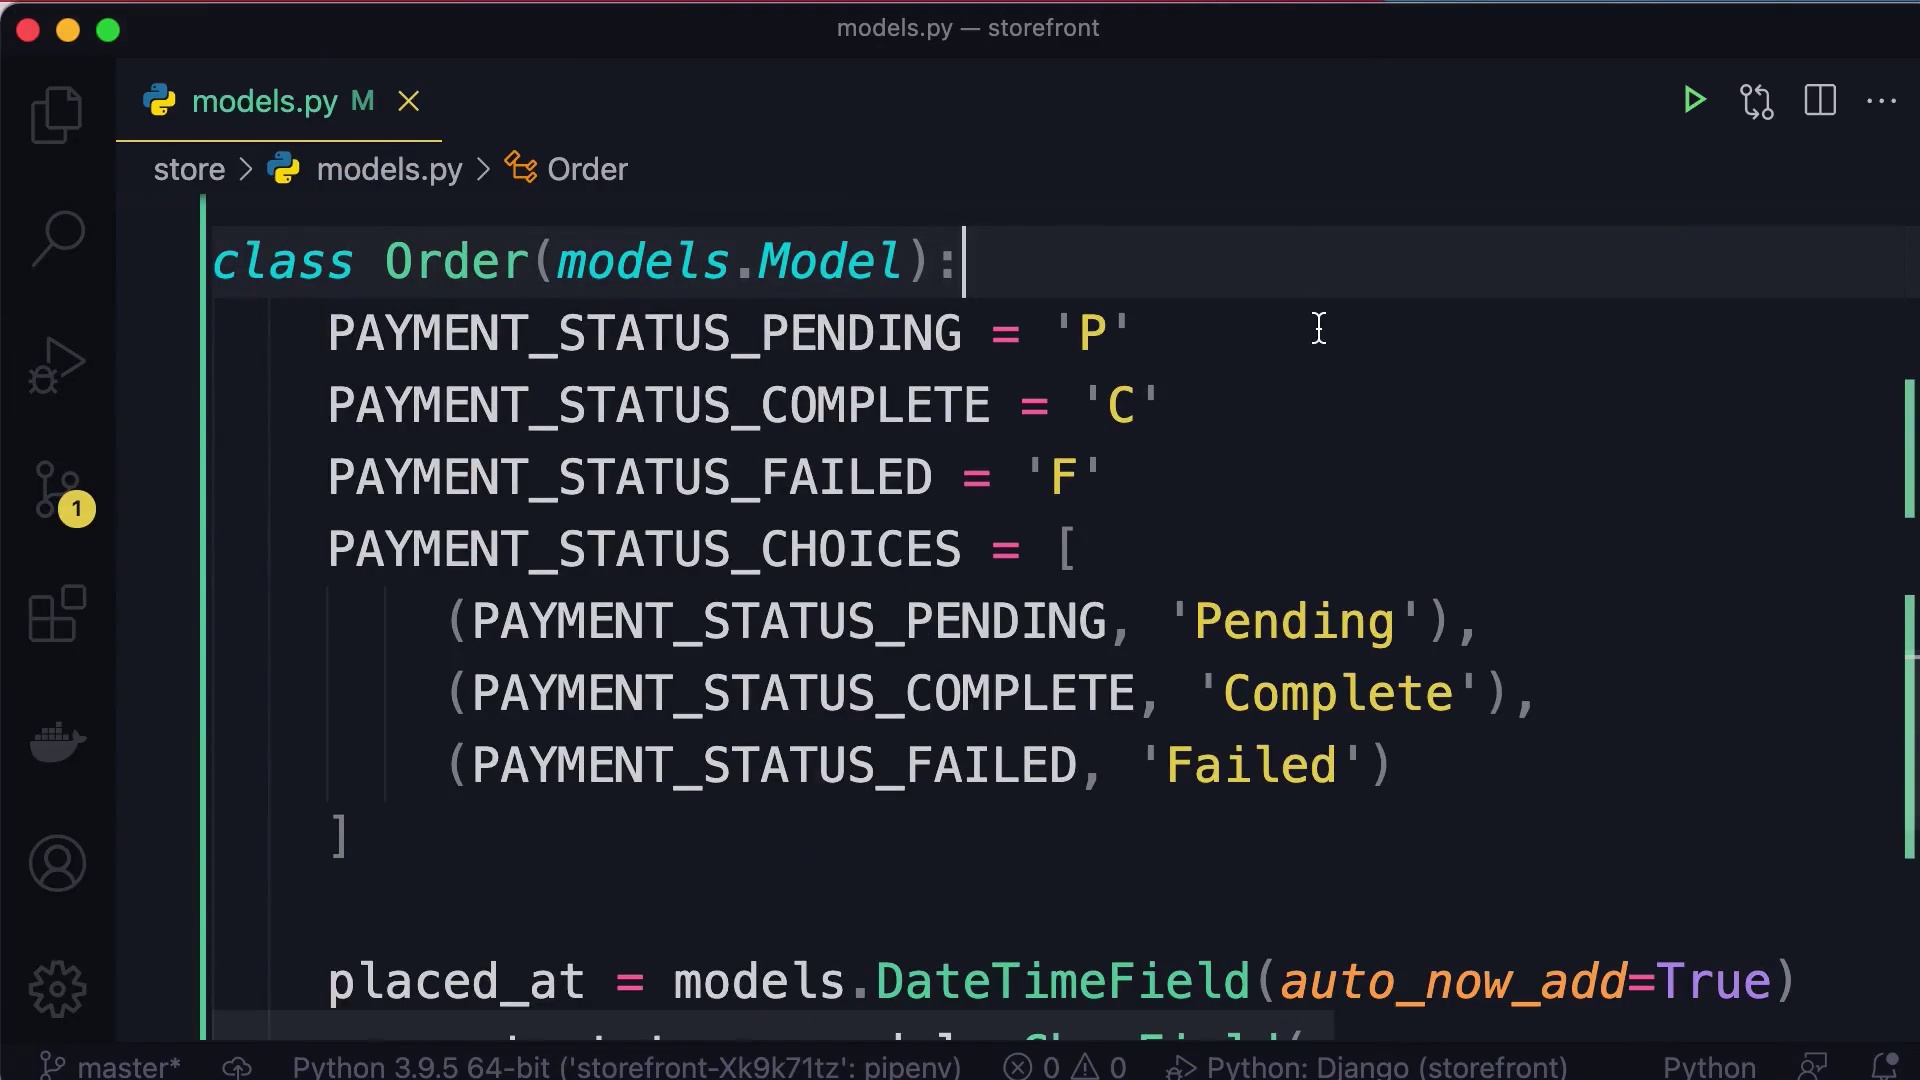 models.py — storefront
models.py M
store > models.py > Order
class Order(models.Model):
PAYMENT_STATUS_PENDING = 'P'
PAYMENT_STATUS_COMPLETE = 'C'
PAYMENT_STATUS_FAILED = 'F'
PAYMENT_STATUS_CHOICES = [
(PAYMENT_STATUS_PENDING, 'Pending'),
(PAYMENT_STATUS_COMPLETE, 'Complete'),
(PAYMENT_STATUS_FAILED, 'Failed')
]
placed_at = models.DateTimeField(auto_now_add=True)
1
master* Python 3.9.5 64-bit ('storefront-Xk9k71tz': pipenv) 0 0 Python: Django (storefront) Python